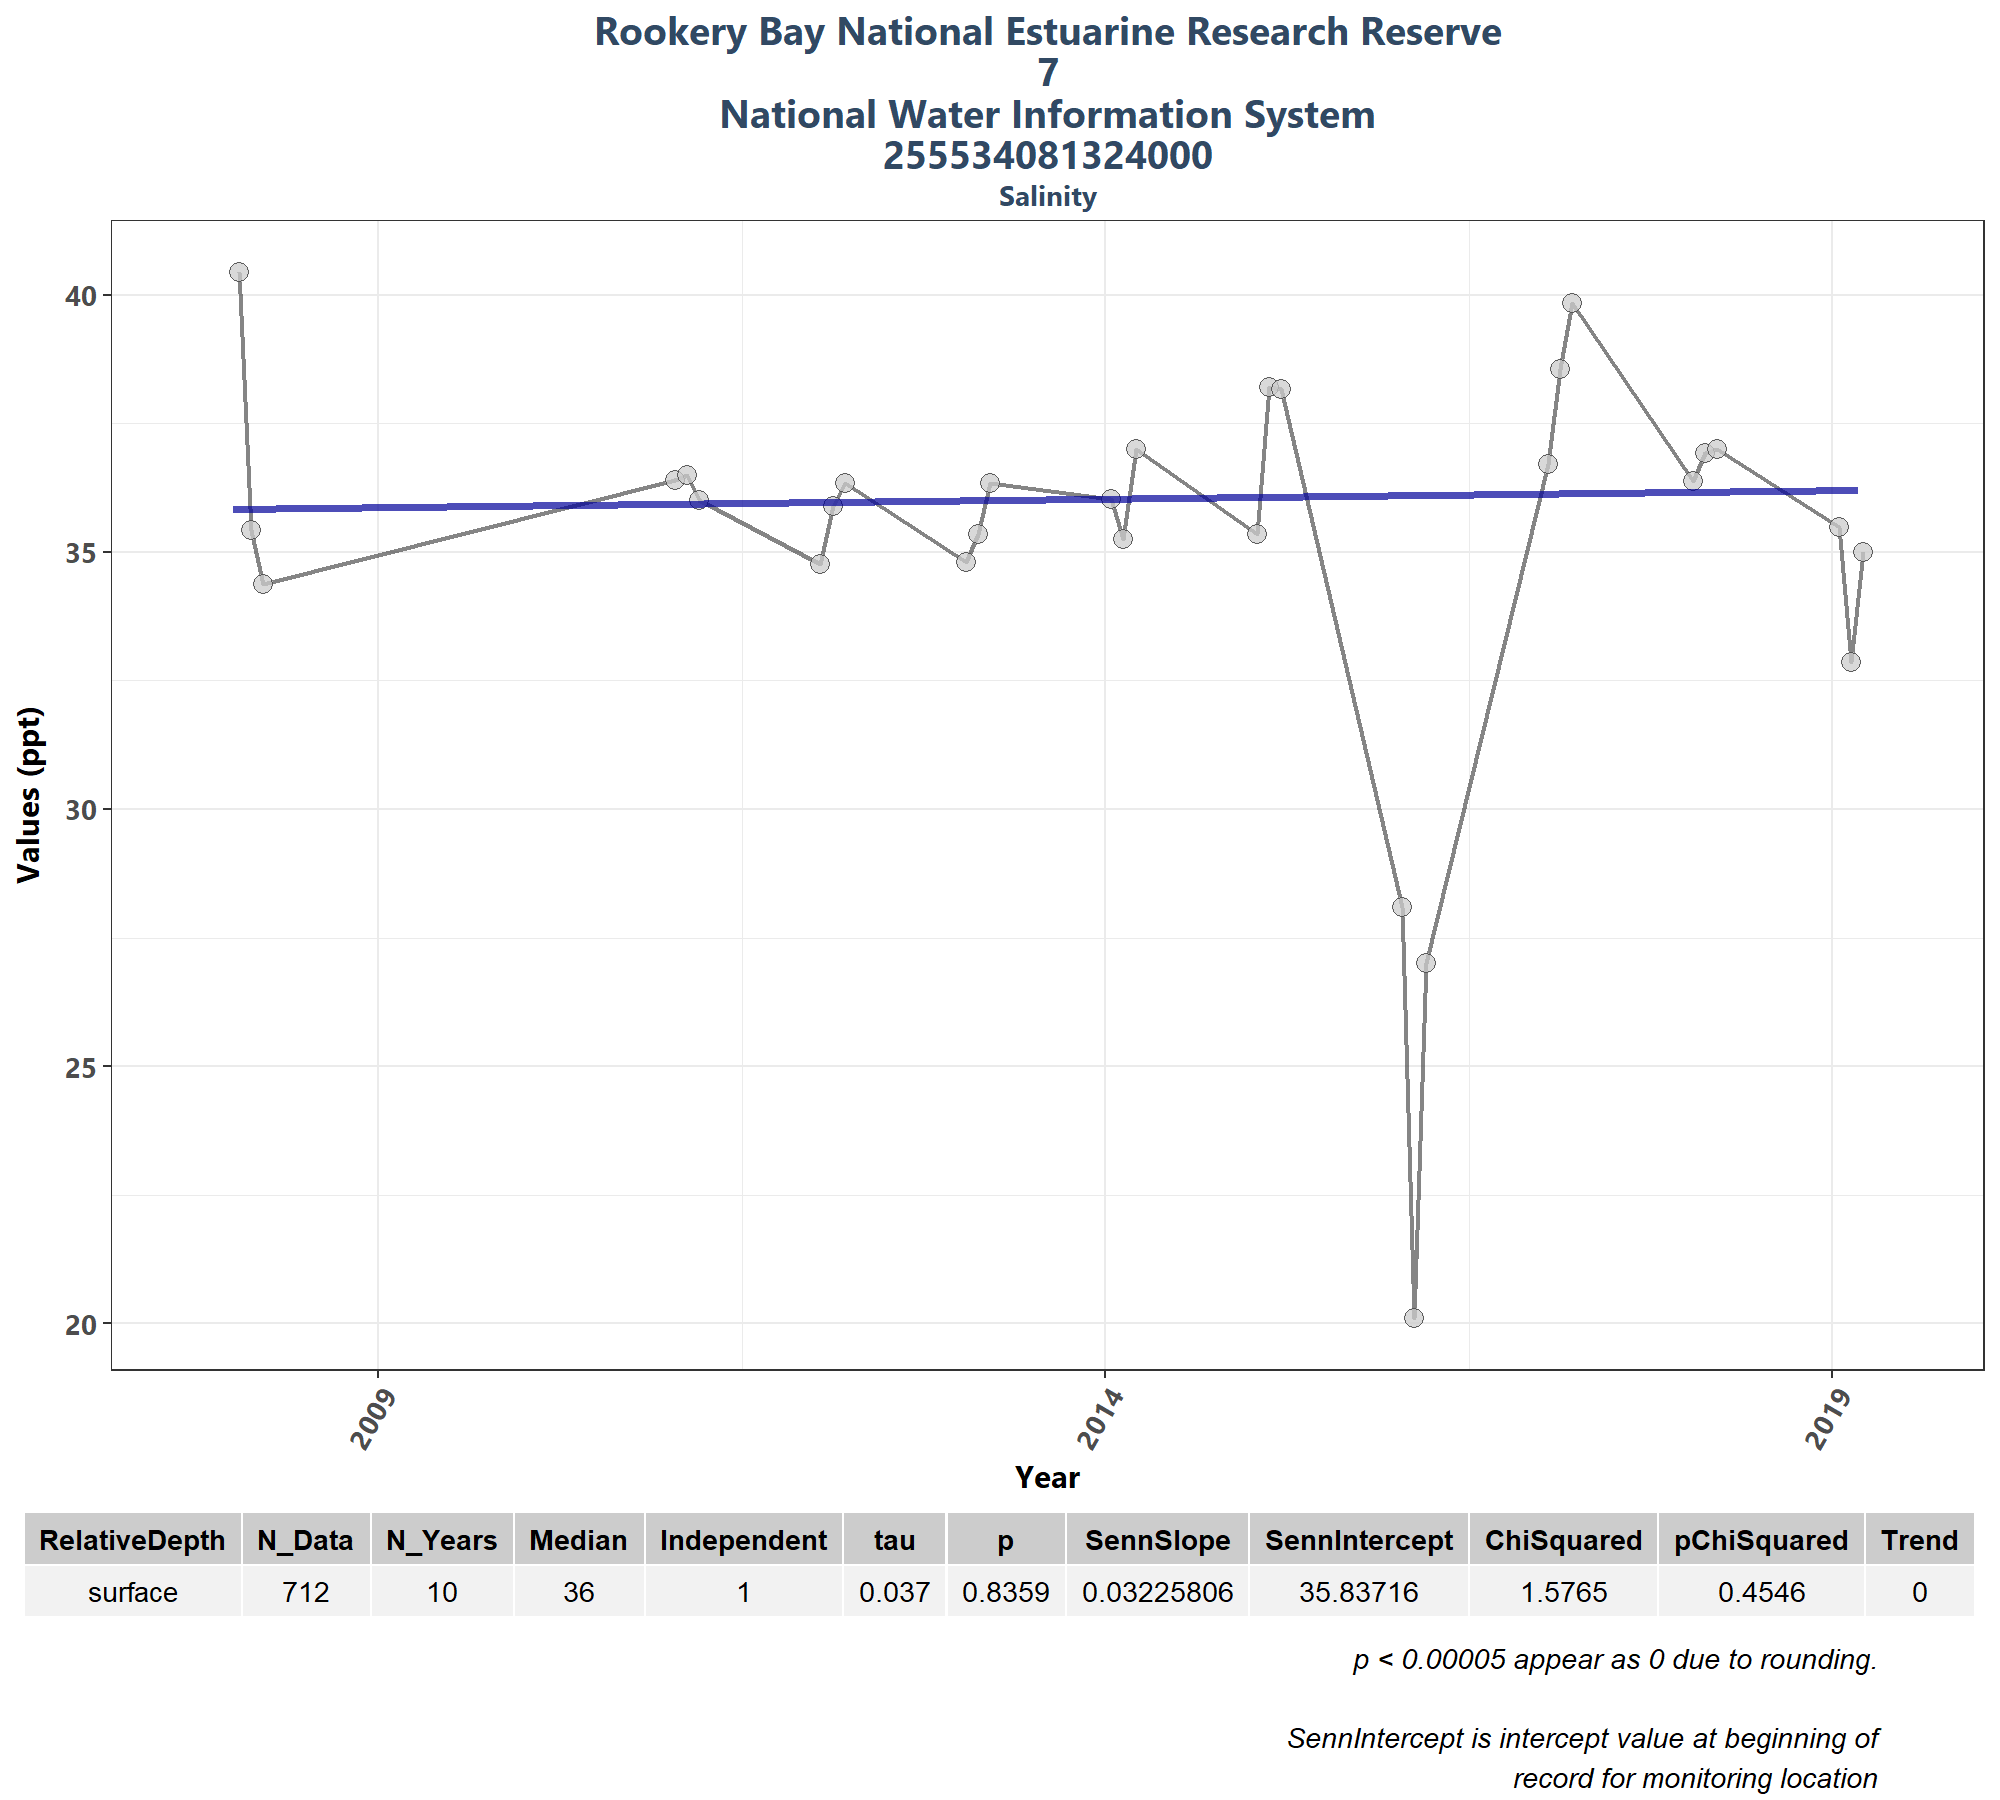 Rookery Bay National Estuarine Research Reserve
7
National Water Information System
255534081324000
Salinity
Values (ppt)
40
35
30
25
20
2009
2014
2019
Year
RelativeDepth N_Data N_Years Median Independent tau p SennSlope SennIntercept ChiSquared pChiSquared Trend
surface 712 10 36 1 0.037 0.8359 0.03225806 35.83716 1.5765 0.4546 0
p < 0.00005 appear as 0 due to rounding.
SennIntercept is intercept value at beginning of
record for monitoring location